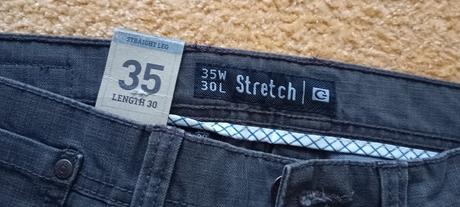 STRAIGHT LEG
35
LENGTH 30
35W
30L
Stretch